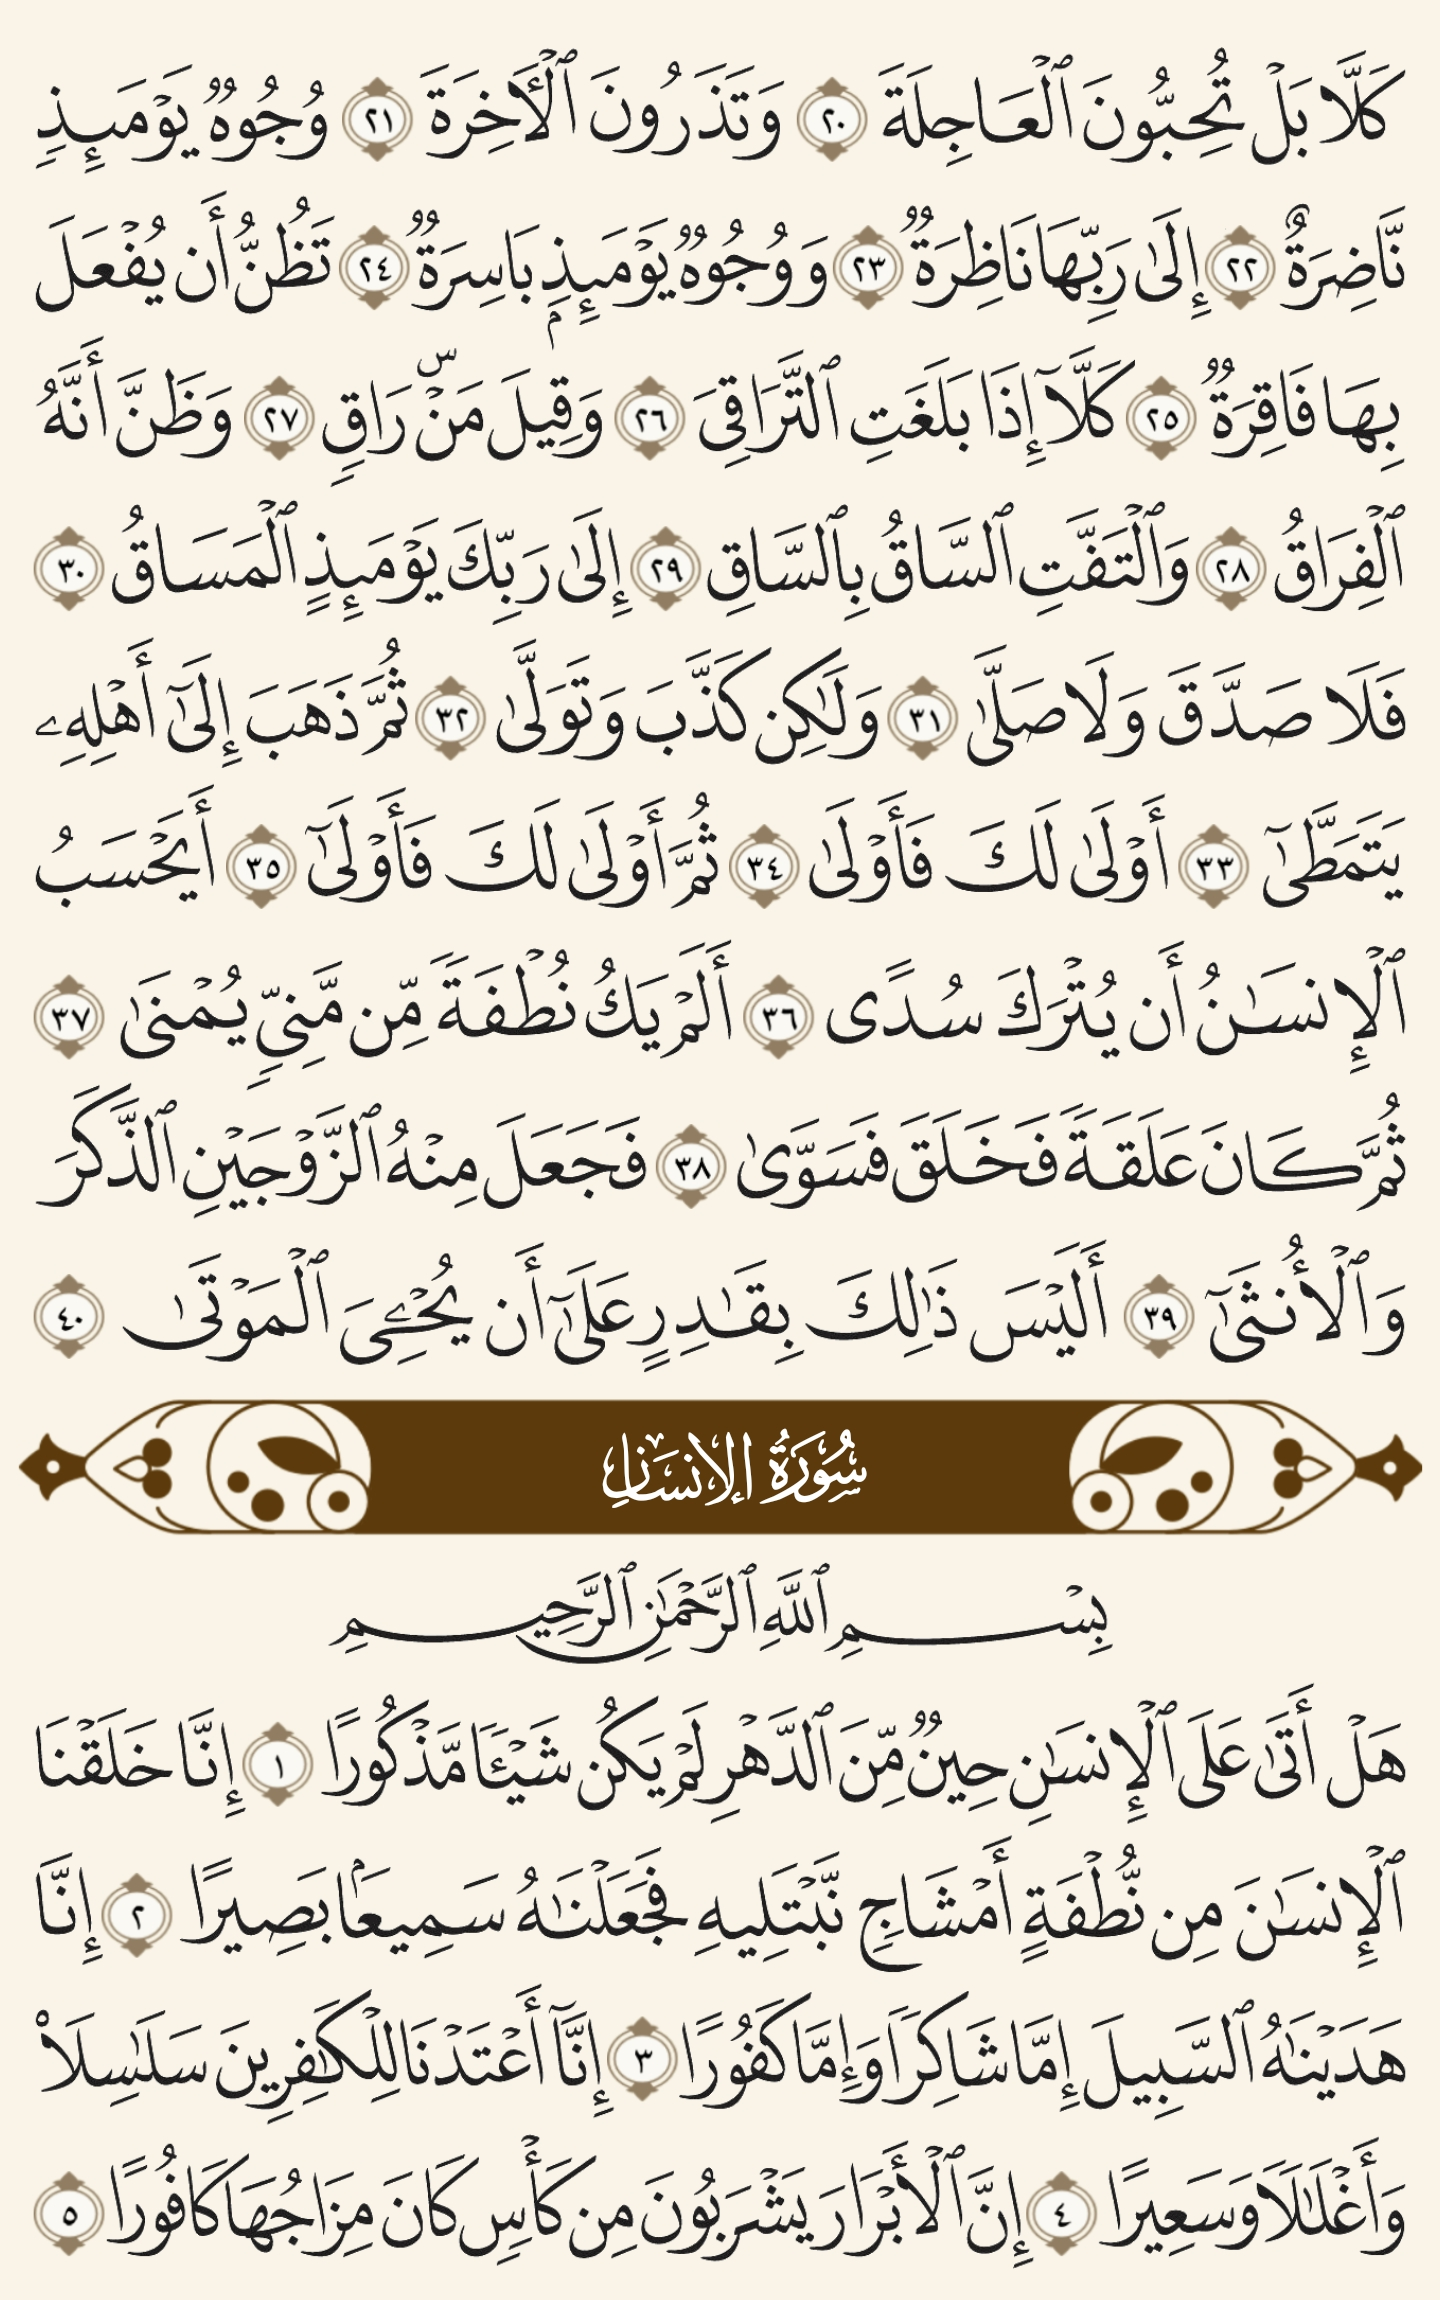 كَلَّا بَلۡ تُحِبُّونَ ٱلۡعَاجِلَةَ ٢٠ وَتَذَرُونَ ٱلۡأٓخِرَةَ ٢١ وُجُوهٞ يَوۡمَئِذٖ
نَّاضِرَةٌ ٢٢ إِلَىٰ رَبِّهَا نَاظِرَةٞ ٢٣ وَوُجُوهٞ يَوۡمَئِذِۭ بَاسِرَةٞ ٢٤ تَظُنُّ أَن يُفۡعَلَ
بِهَا فَاقِرَةٞ ٢٥ كَلَّآ إِذَا بَلَغَتِ ٱلتَّرَاقِيَ ٢٦ وَقِيلَ مَنۡۜ رَاقٖ ٢٧ وَظَنَّ أَنَّهُ
ٱلۡفِرَاقُ ٢٨ وَٱلۡتَفَّتِ ٱلسَّاقُ بِٱلسَّاقِ ٢٩ إِلَىٰ رَبِّكَ يَوۡمَئِذٍ ٱلۡمَسَاقُ ٣٠
فَلَا صَدَّقَ وَلَا صَلَّىٰ ٣١ وَلَٰكِن كَذَّبَ وَتَوَلَّىٰ ٣٢ ثُمَّ ذَهَبَ إِلَىٰٓ أَهۡلِهِۦ
يَتَمَطَّىٰٓ ٣٣ أَوۡلَىٰ لَكَ فَأَوۡلَىٰ ٣٤ ثُمَّ أَوۡلَىٰ لَكَ فَأَوۡلَىٰٓ ٣٥ أَيَحۡسَبُ
ٱلۡإِنسَٰنُ أَن يُتۡرَكَ سُدًى ٣٦ أَلَمۡ يَكُ نُطۡفَةٗ مِّن مَّنِيّٖ يُمۡنَىٰ ٣٧
ثُمَّ كَانَ عَلَقَةٗ فَخَلَقَ فَسَوَّىٰ ٣٨ فَجَعَلَ مِنۡهُ ٱلزَّوۡجَيۡنِ ٱلذَّكَرَ
وَٱلۡأُنثَىٰٓ ٣٩ أَلَيۡسَ ذَٰلِكَ بِقَٰدِرٍ عَلَىٰٓ أَن يُحۡـِۧيَ ٱلۡمَوۡتَىٰ ٤٠
سُورَةُ الإِنسَانِ
بِسۡمِ ٱللَّهِ ٱلرَّحۡمَٰنِ ٱلرَّحِيمِ
هَلۡ أَتَىٰ عَلَى ٱلۡإِنسَٰنِ حِينٞ مِّنَ ٱلدَّهۡرِ لَمۡ يَكُن شَيۡـٔٗا مَّذۡكُورًا ١ إِنَّا خَلَقۡنَا
ٱلۡإِنسَٰنَ مِن نُّطۡفَةٍ أَمۡشَاجٖ نَّبۡتَلِيهِ فَجَعَلۡنَٰهُ سَمِيعَۢا بَصِيرًا ٢ إِنَّا
هَدَيۡنَٰهُ ٱلسَّبِيلَ إِمَّا شَاكِرٗا وَإِمَّا كَفُورًا ٣ إِنَّآ أَعۡتَدۡنَا لِلۡكَٰفِرِينَ سَلَٰسِلَاْ
وَأَغۡلَٰلٗا وَسَعِيرًا ٤ إِنَّ ٱلۡأَبۡرَارَ يَشۡرَبُونَ مِن كَأۡسٖ كَانَ مِزَاجُهَا كَافُورًا ٥